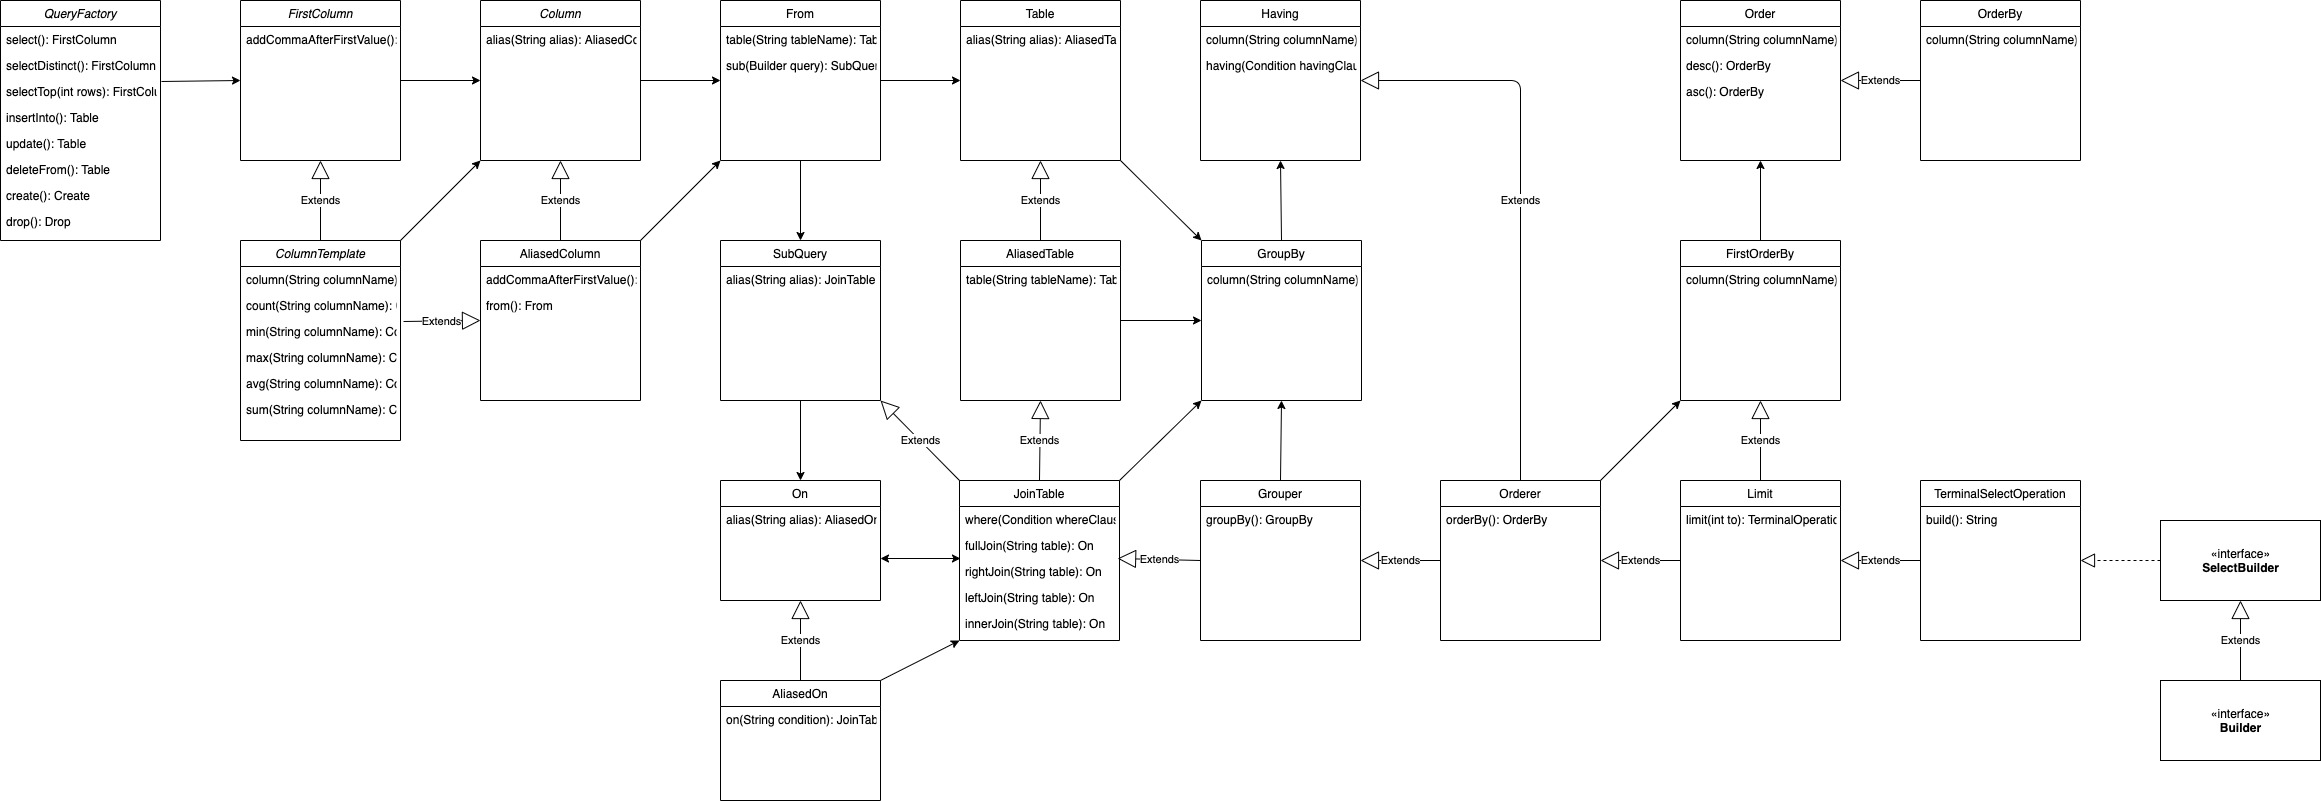 QueryFactory
select(): FirstColumn
selectDistinct(): FirstColumn
selectTop(int rows): FirstColu
insertInto(): Table
update(): Table
deleteFrom(): Table
create(): Create
drop(): Drop
FirstColumn
addCommaAfterFirstValue():
Column
alias(String alias): AliasedCo
From
table(String tableName): Tab
sub(Builder query): SubQuer
Table
alias(String alias): AliasedTa
Having
column(String columnName)
having(Condition havingClau
Order
column(String columnName)
desc(): OrderBy
asc(): OrderBy
OrderBy
column(String columnName)
Extends
Extends
Extends
Extends
Extends
ColumnTemplate
column(String columnName)
count(String columnName):
min(String columnName): Co
max(String columnName): C
avg(String columnName): Co
sum(String columnName): C
Extends
AliasedColumn
addCommaAfterFirstValue():
from(): From
SubQuery
alias(String alias): JoinTable
AliasedTable
table(String tableName): Tab
GroupBy
column(String columnName)
FirstOrderBy
column(String columnName)
Extends
Extends
Extends
On
alias(String alias): AliasedOn
JoinTable
where(Condition whereClaus
fullJoin(String table): On
rightJoin(String table): On
leftJoin(String table): On
innerJoin(String table): On
Extends
Grouper
groupBy(): GroupBy
Extends
Orderer
orderBy(): OrderBy
Extends
Limit
limit(int to): TerminalOperatio
Extends
TerminalSelectOperation
build(): String
«interface»
SelectBuilder
Extends
Extends
AliasedOn
on(String condition): JoinTab
«interface»
Builder